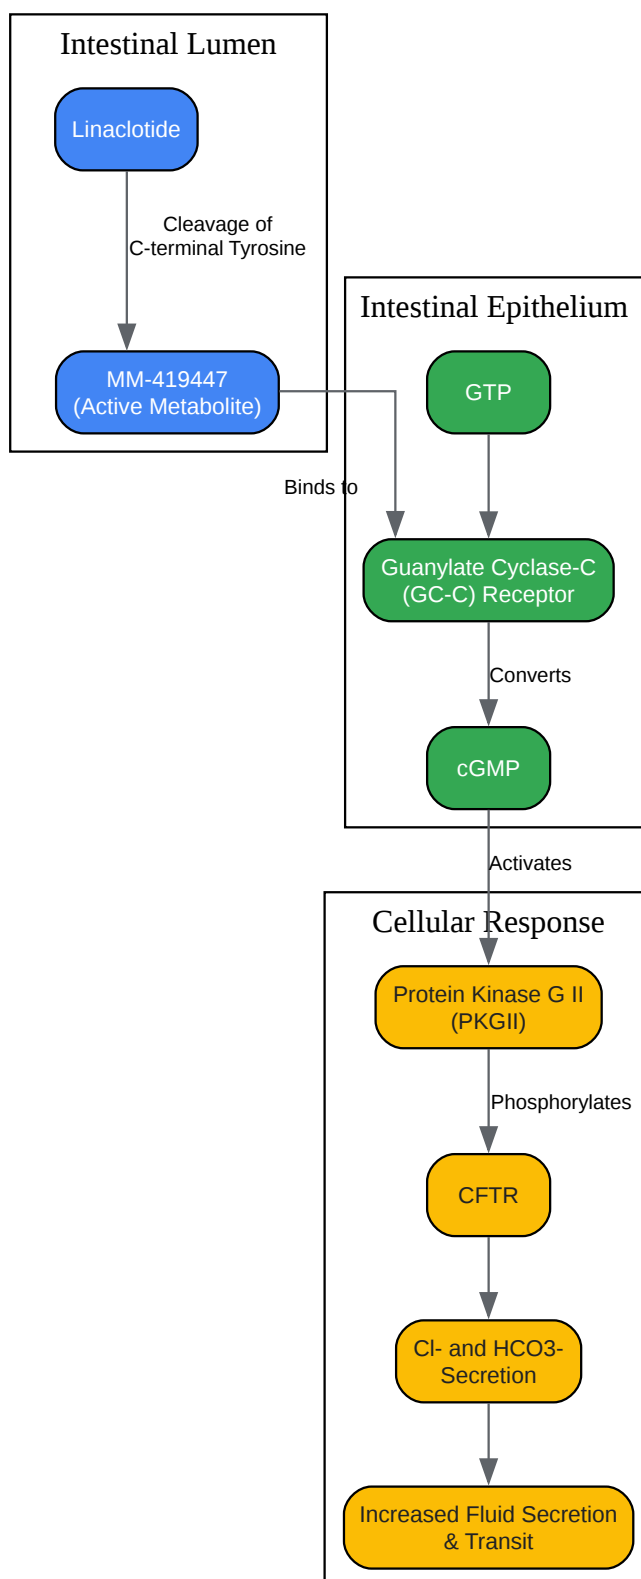 Intestinal Lumen
Linaclotide
Cleavage of
C-terminal Tyrosine
Intestinal Epithelium
MM-419447
(Active Metabolite)
GTP
Binds to
Guanylate Cyclase-C
(GC-C) Receptor
Converts
cGMP
Activates
Cellular Response
Protein Kinase G II
(PKGII)
Phosphorylates
CFTR
Cl- and HCO3-
Secretion
Increased Fluid Secretion
& Transit